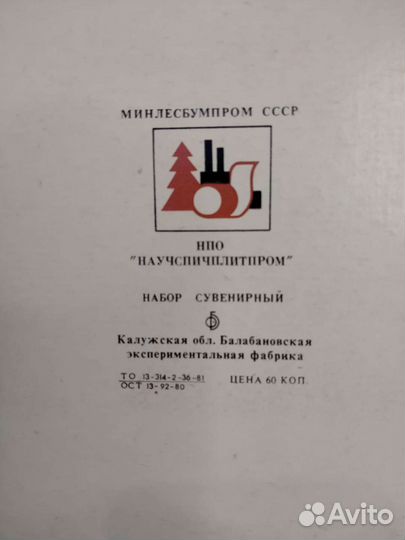 МИНЛЕСБУМПРОМ СССР
НПО
"НАУЧСПИЧПЛИТПРОМ"
НАБОР СУВЕНИРНЫЙ
Калужская обл. Балабановская
экспериментальная фабрика
ТО 13-314-2-36-81
ОСТ 13-92-80
ЦЕНА 60 КОП.
Avito